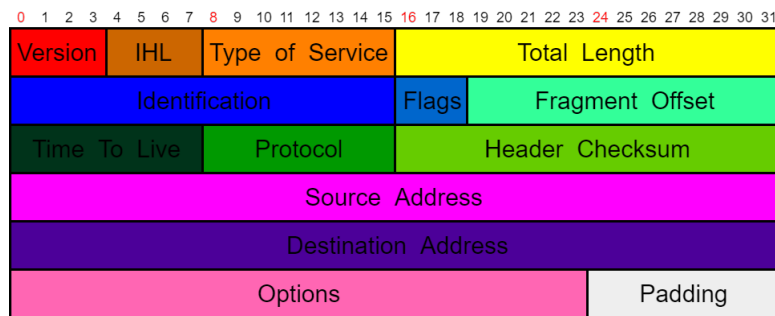 0 1 2 3 4 5 6 7 8 9 10 11 12 13 14 15 16 17 18 19 20 21 22 23 24 25 26 27 28 29 30 31
Version IHL Type of Service Total Length
Identification Flags Fragment Offset
Time To Live Protocol Header Checksum
Source Address
Destination Address
Options Padding